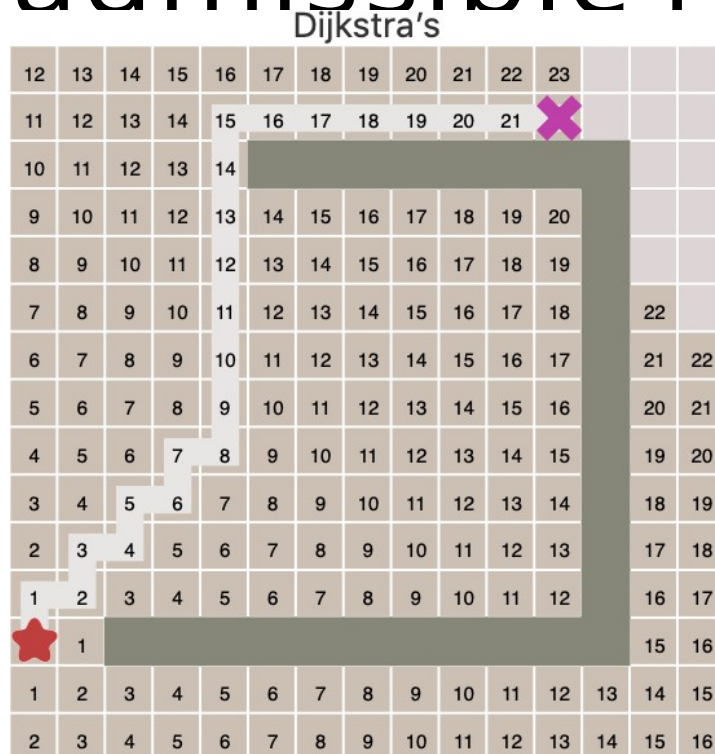 admissible
Dijkstra's
12 13 14 15 16 17 18 19 20 21 22 23
11 12 13 14 15 16 17 18 19 20 21
10 11 12 13 14
9 10 11 12 13 14 15 16 17 18 19 20
8 9 10 11 12 13 14 15 16 17 18 19
7 8 9 10 11 12 13 14 15 16 17 18 22
6 7 8 9 10 11 12 13 14 15 16 17 21 22
5 6 7 8 9 10 11 12 13 14 15 16 20 21
4 5 6 7 8 9 10 11 12 13 14 15 19 20
3 4 5 6 7 8 9 10 11 12 13 14 18 19
2 3 4 5 6 7 8 9 10 11 12 13 17 18
1 2 3 4 5 6 7 8 9 10 11 12 16 17
1 15 16
1 2 3 4 5 6 7 8 9 10 11 12 13 14 15
2 3 4 5 6 7 8 9 10 11 12 13 14 15 16